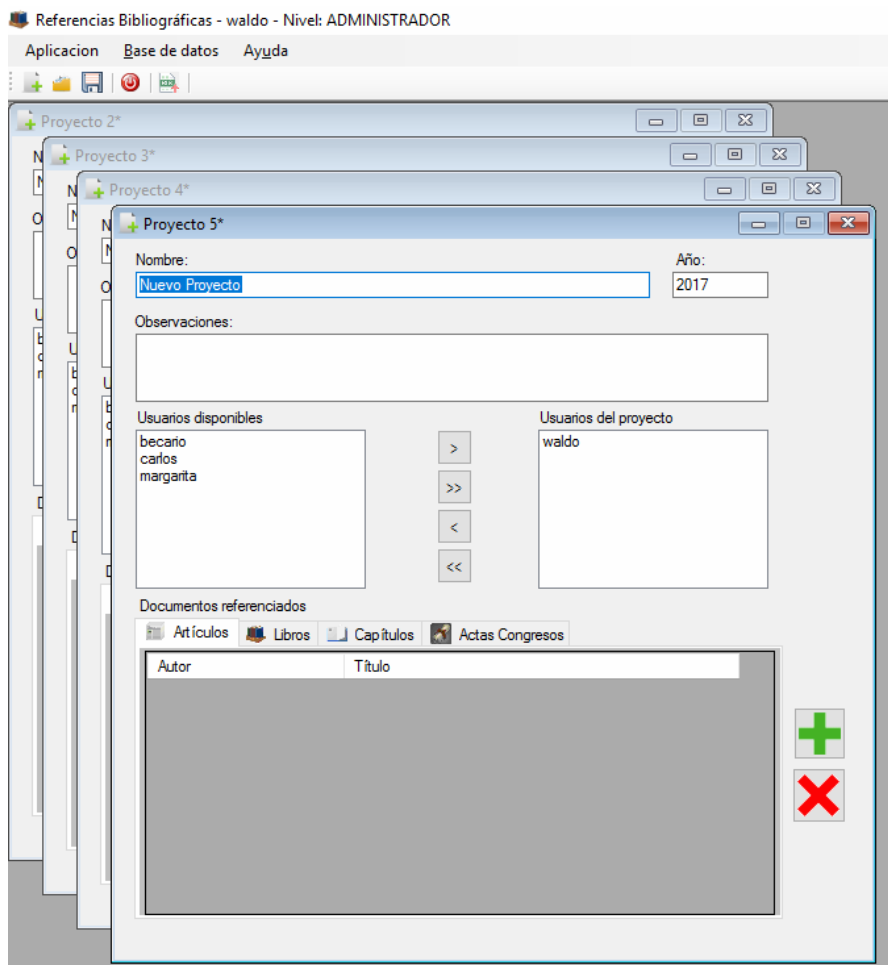 Referencias Bibliográficas - waldo - Nivel: ADMINISTRADOR
Aplicacion Base de datos Ayuda
Proyecto 2*
Proyecto 3*
Proyecto 4*
Proyecto 5*
Nombre: Año:
Nuevo Proyecto 2017
Observaciones:
Usuarios disponibles Usuarios del proyecto
becario waldo
carlos
margarita
>
>>
<
<<
Documentos referenciados
Artículos Libros Capítulos Actas Congresos
Autor Título